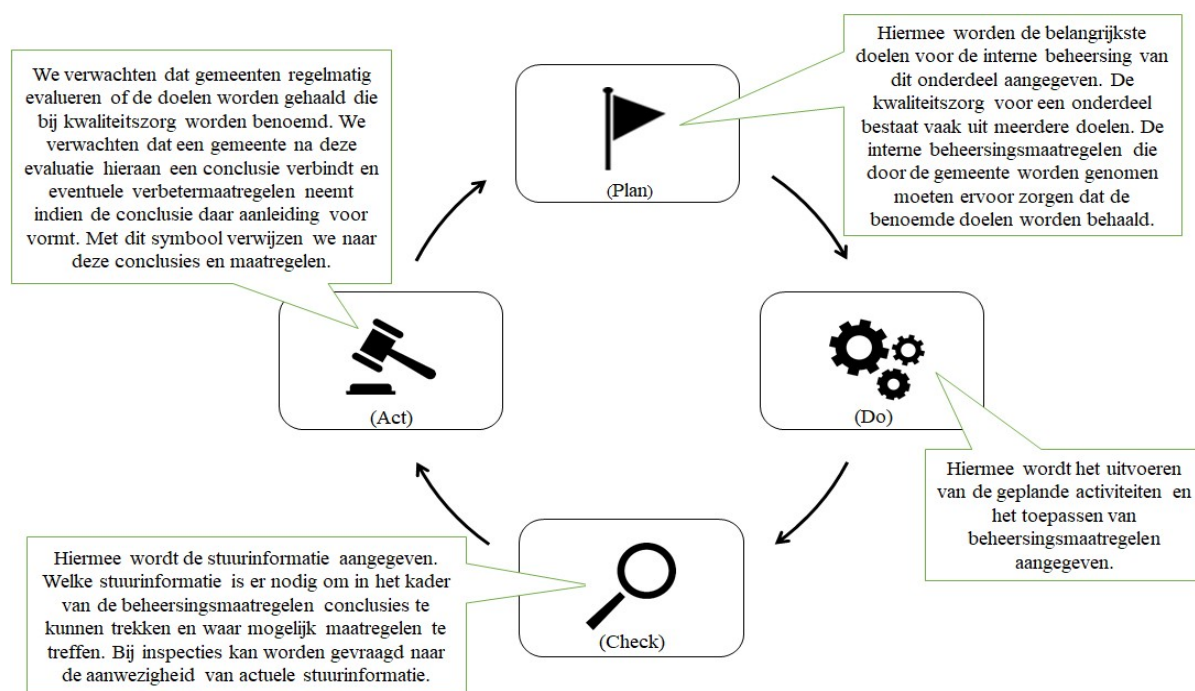 Hiermee worden de belangrijkste
doelen voor de interne beheersing van
dit onderdeel aangegeven. De
kwaliteitszorg voor een onderdeel
bestaat vaak uit meerdere doelen. De
interne beheersingsmaatregelen die
door de gemeente worden genomen
moeten ervoor zorgen dat de
benoemde doelen worden behaald.
We verwachten dat gemeenten regelmatig
evalueren of de doelen worden gehaald die
bij kwaliteitszorg worden benoemd. We
verwachten dat een gemeente na deze
evaluatie hieraan een conclusie verbindt en
eventuele verbetermaatregelen neemt
indien de conclusie daar aanleiding voor
vormt. Met dit symbool verwijzen we naar
deze conclusies en maatregelen.
(Plan)
(Act)
(Do)
Hiermee wordt het uitvoeren
van de geplande activiteiten en
het toepassen van
beheersingsmaatregelen
aangegeven.
Hiermee wordt de stuurinformatie aangegeven.
Welke stuurinformatie is er nodig om in het kader
van de beheersingsmaatregelen conclusies te
kunnen trekken en waar mogelijk maatregelen te
treffen. Bij inspecties kan worden gevraagd naar
de aanwezigheid van actuele stuurinformatie.
(Check)